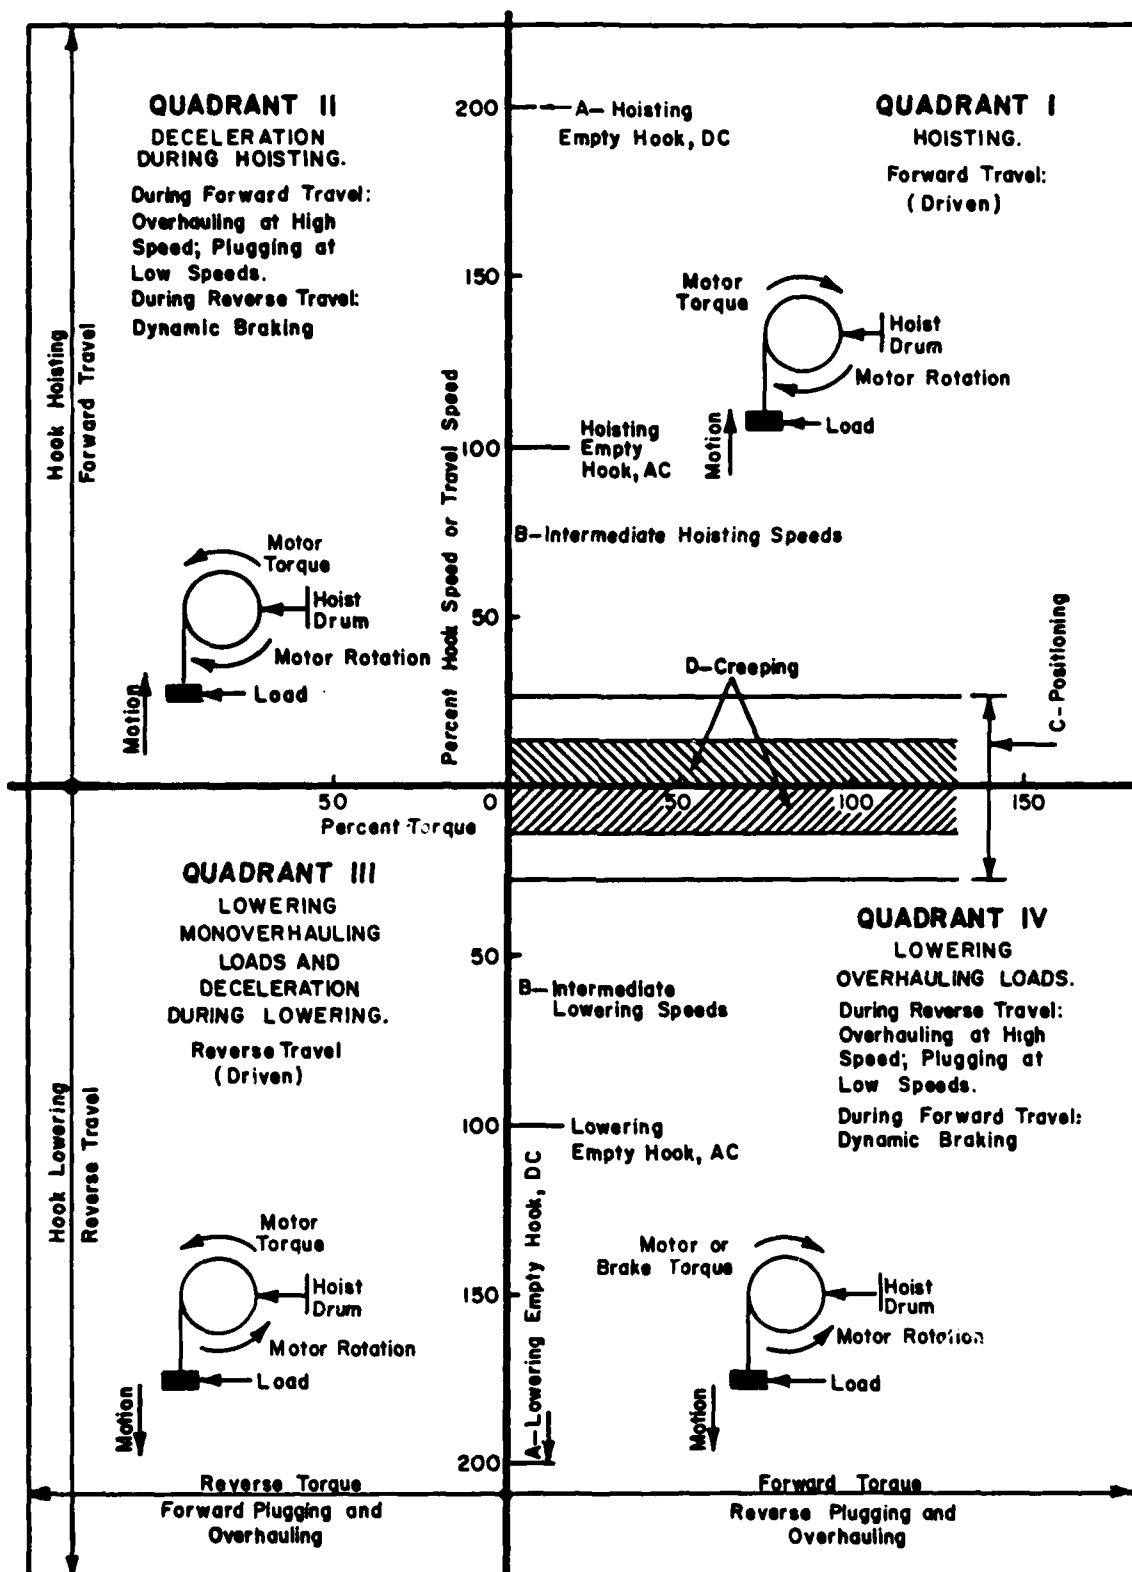 QUADRANT II
DECELERATION
DURING HOISTING.
During Forward Travel:
Overhauling at High
Speed; Plugging at
Low Speeds.
During Reverse Travel:
Dynamic Braking
Hook Hoisting
Forward Travel
Motor
Torque
Hoist
Drum
Motor Rotation
Load
Motion
Percent Hook Speed or Travel Speed
200
150
100
50
0
A-Hoisting
Empty Hook, DC
QUADRANT I
HOISTING.
Forward Travel:
(Driven)
Motor
Torque
Hoist
Drum
Motor Rotation
Load
Motion
Hoisting
Empty
Hook, AC
B-Intermediate Hoisting Speeds
D-Creeping
C-Positioning
50
Percent Torque
50
100
150
QUADRANT III
LOWERING
MONOVERHAULING
LOADS AND
DECELERATION
DURING LOWERING.
Reverse Travel
(Driven)
Hook Lowering
Reverse Travel
Motor
Torque
Hoist
Drum
Motor Rotation
Load
Motion
50
100
150
200
B-Intermediate
Lowering Speeds
Lowering
Empty Hook, AC
A-Lowering Empty Hook, DC
QUADRANT IV
LOWERING
OVERHAULING LOADS.
During Reverse Travel:
Overhauling at High
Speed; Plugging at
Low Speeds.
During Forward Travel:
Dynamic Braking
Motor or
Brake Torque
Hoist
Drum
Motor Rotation
Load
Motion
Reverse Torque
Forward Plugging and
Overhauling
Forward Torque
Reverse Plugging and
Overhauling